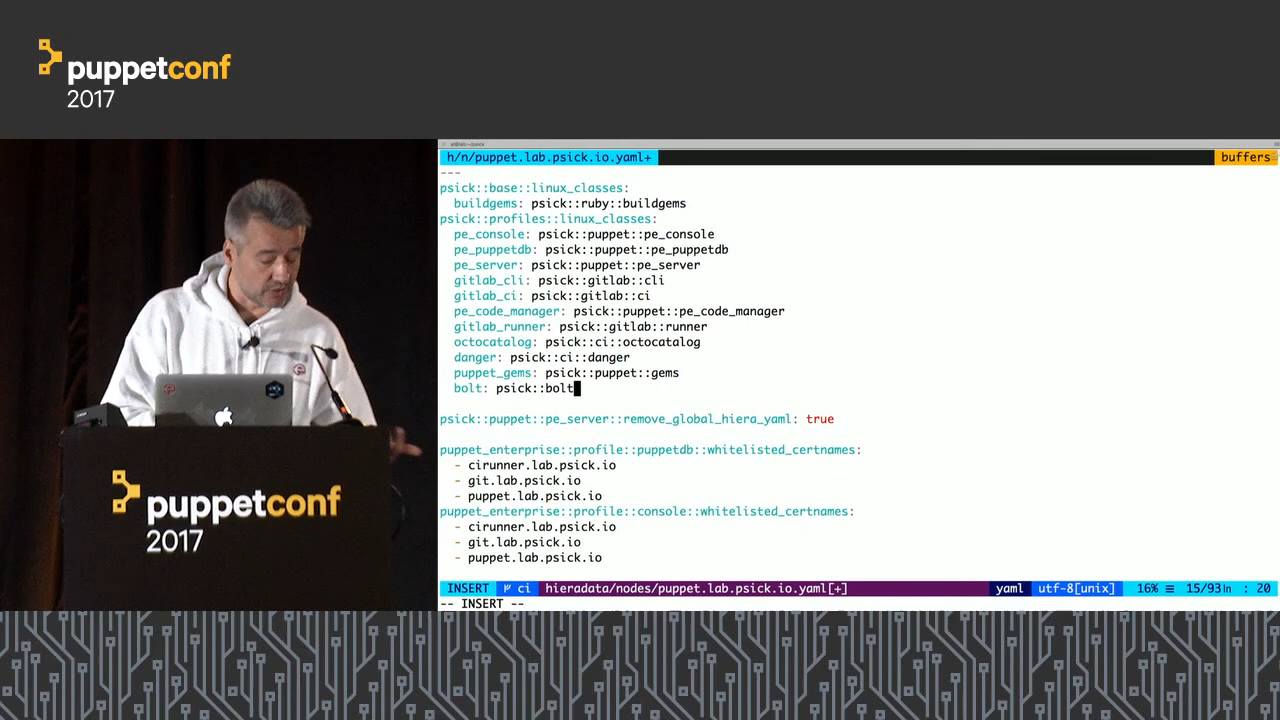 puppetconf
2017
h/n/puppet.lab.psick.io.yaml+
buffers
---
psick::base::linux_classes:
  buildgems: psick::ruby::buildgems
psick::profiles::linux_classes:
  pe_console: psick::puppet::pe_console
  pe_puppetdb: psick::puppet::pe_puppetdb
  pe_server: psick::puppet::pe_server
  gitlab_cli: psick::gitlab::cli
  gitlab_ci: psick::gitlab::ci
  pe_code_manager: psick::puppet::pe_code_manager
  gitlab_runner: psick::gitlab::runner
  octocatalog: psick::ci::octocatalog
  danger: psick::ci::danger
  puppet_gems: psick::puppet::gems
  bolt: psick::bolt
psick::puppet::pe_server::remove_global_hiera_yaml: true
puppet_enterprise::profile::puppetdb::whitelisted_certnames:
  - cirunner.lab.psick.io
  - git.lab.psick.io
  - puppet.lab.psick.io
puppet_enterprise::profile::console::whitelisted_certnames:
  - cirunner.lab.psick.io
  - git.lab.psick.io
  - puppet.lab.psick.io
INSERT ci hieradata/nodes/puppet.lab.psick.io.yaml[+] yaml utf-8[unix] 16% ≡ 15/93 ln : 20
-- INSERT --
puppetconf
2017